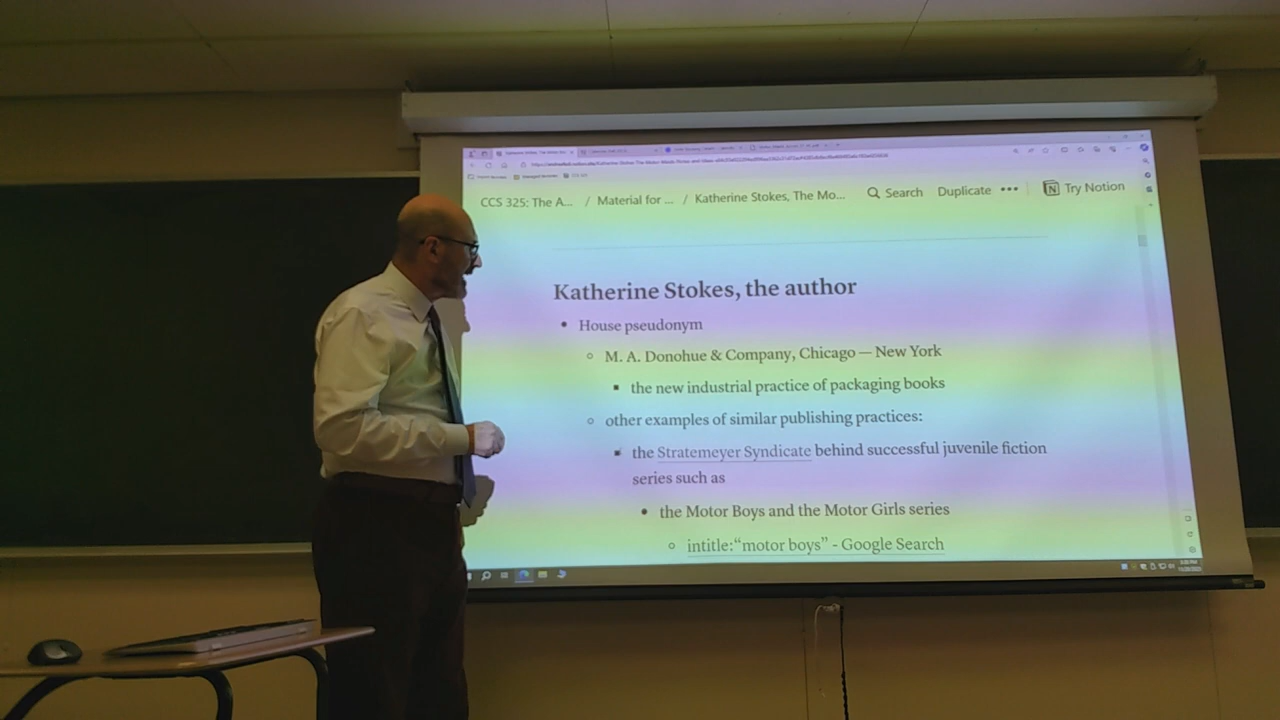 CCS 325: The A... / Material for ... / Katherine Stokes, The Mo... Search Duplicate ••• Try Notion
Katherine Stokes, the author
• House pseudonym
◦ M. A. Donohue & Company, Chicago — New York
▪ the new industrial practice of packaging books
◦ other examples of similar publishing practices:
▪ the Stratemeyer Syndicate behind successful juvenile fiction
series such as
• the Motor Boys and the Motor Girls series
◦ intitle:“motor boys” - Google Search